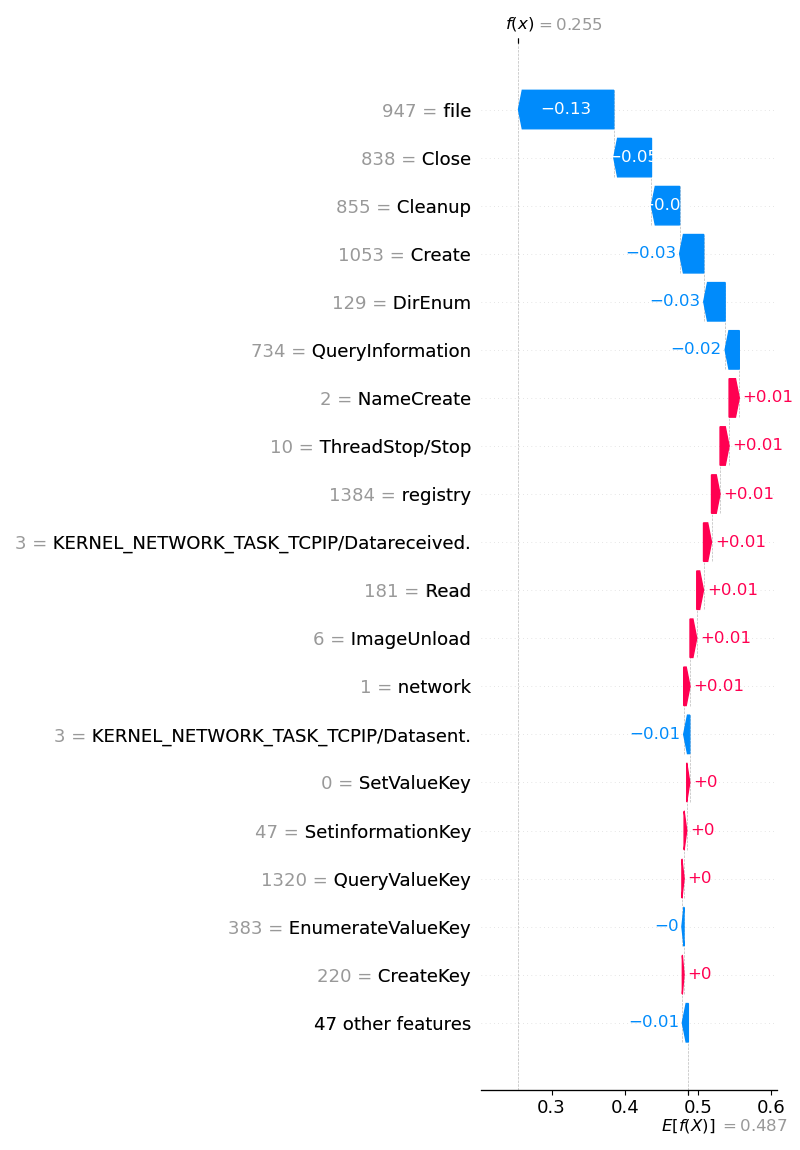 f(x) = 0.255
947 = file −0.13
838 = Close −0.05
855 = Cleanup −0.0
1053 = Create −0.03
129 = DirEnum −0.03
734 = QueryInformation −0.02
2 = NameCreate +0.01
10 = ThreadStop/Stop +0.01
1384 = registry +0.01
3 = KERNEL_NETWORK_TASK_TCPIP/Datareceived. +0.01
181 = Read +0.01
6 = ImageUnload +0.01
1 = network +0.01
3 = KERNEL_NETWORK_TASK_TCPIP/Datasent. −0.01
0 = SetValueKey +0
47 = SetinformationKey +0
1320 = QueryValueKey +0
383 = EnumerateValueKey −0
220 = CreateKey +0
47 other features −0.01
0.3 0.4 0.5 0.6
E[f(X)] = 0.487